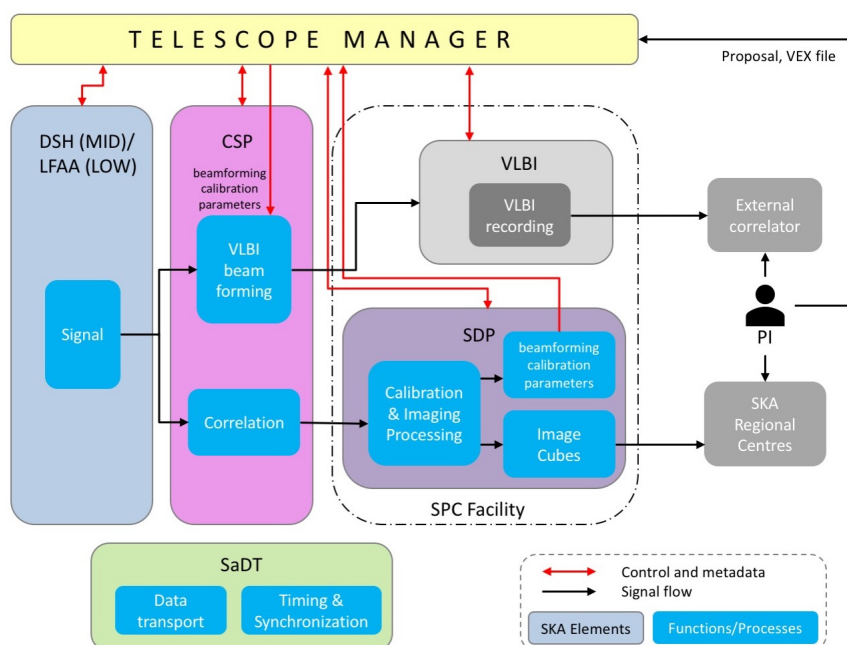 TELESCOPE MANAGER
Proposal, VEX file
DSH (MID)/
LFAA (LOW)
CSP
beamforming
calibration
parameters
VLBI
beam
forming
Signal
Correlation
VLBI
VLBI
recording
External
correlator
PI
SDP
Calibration
& Imaging
Processing
beamforming
calibration
parameters
Image
Cubes
SKA
Regional
Centres
SPC Facility
SaDT
Data
transport
Timing &
Synchronization
Control and metadata
Signal flow
SKA Elements
Functions/Processes